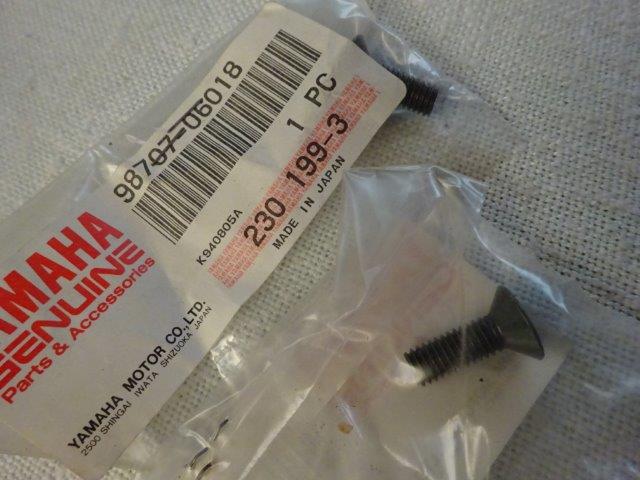 98707-06018
1 PC
230 199-3
K940805A
MADE IN JAPAN
YAMAHA
GENUINE
Parts & Accessories
YAMAHA MOTOR CO.,LTD.
2500 SHINGAI IWATA SHIZUOKA JAPAN